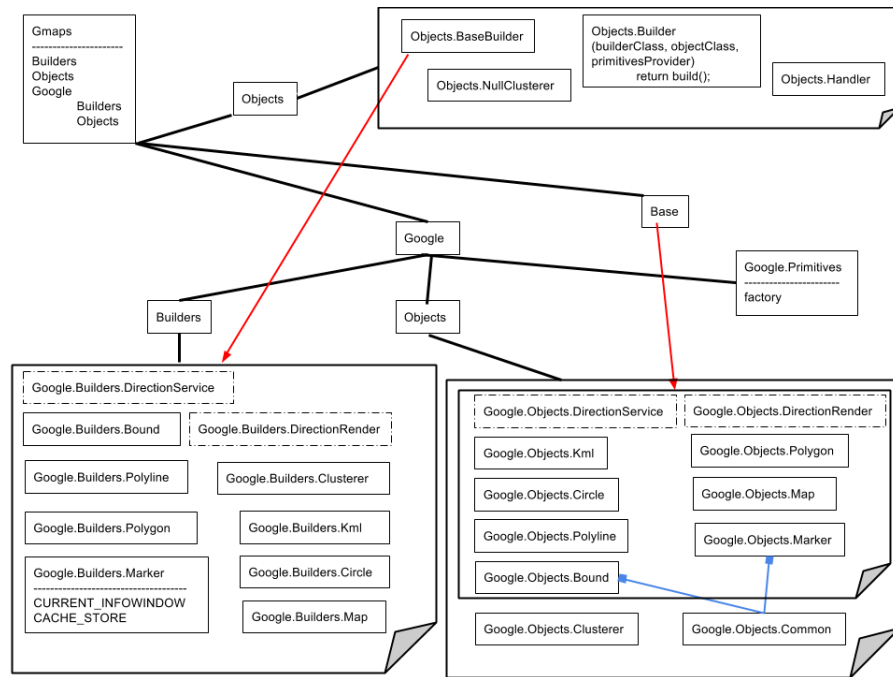 Gmaps
-----------------------
Builders
Objects
Google
Builders
Objects
Objects
Objects.BaseBuilder
Objects.NullClusterer
Objects.Builder
(builderClass, objectClass,
primitivesProvider)
return build();
Objects.Handler
Base
Google
Google.Primitives
------------------------
factory
Builders
Objects
Google.Builders.DirectionService
Google.Builders.Bound
Google.Builders.DirectionRender
Google.Builders.Polyline
Google.Builders.Clusterer
Google.Builders.Polygon
Google.Builders.Kml
Google.Builders.Marker
--------------------------------------
CURRENT_INFOWINDOW
CACHE_STORE
Google.Builders.Circle
Google.Builders.Map
Google.Objects.DirectionService
Google.Objects.DirectionRender
Google.Objects.Kml
Google.Objects.Polygon
Google.Objects.Circle
Google.Objects.Map
Google.Objects.Polyline
Google.Objects.Marker
Google.Objects.Bound
Google.Objects.Clusterer
Google.Objects.Common